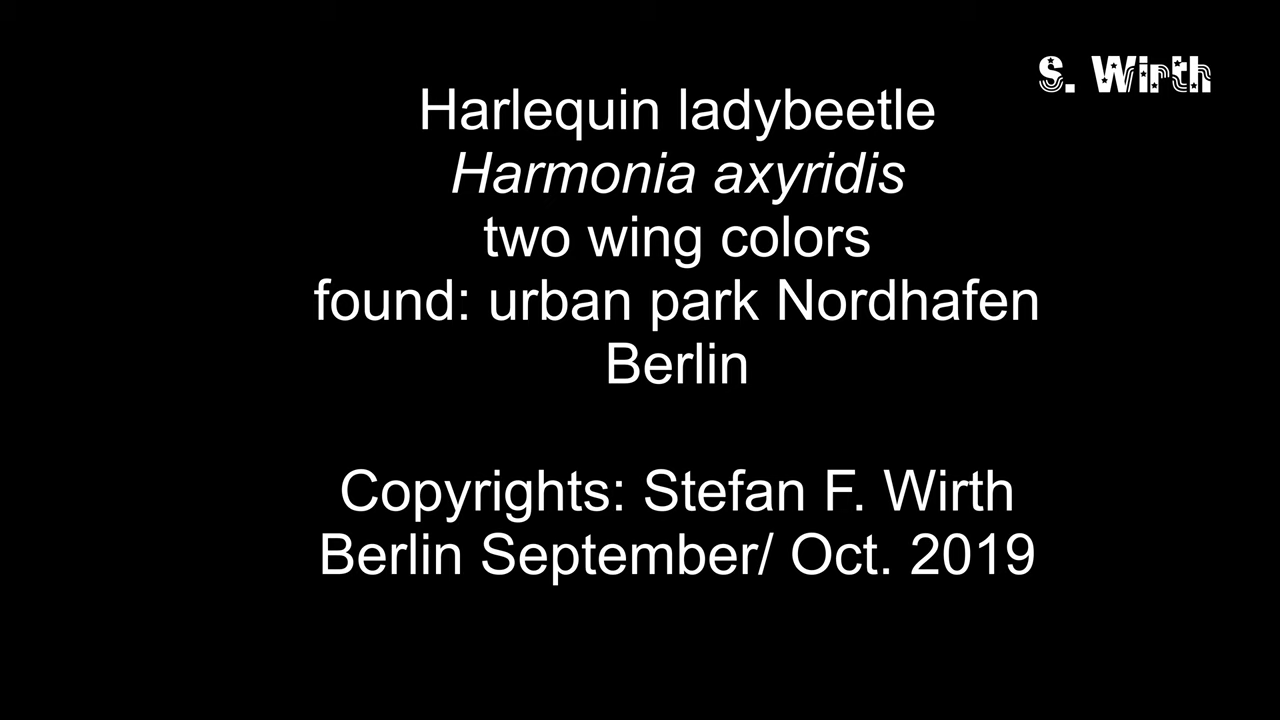 S. Wirth
Harlequin ladybeetle
Harmonia axyridis
two wing colors
found: urban park Nordhafen
Berlin
Copyrights: Stefan F. Wirth
Berlin September/ Oct. 2019